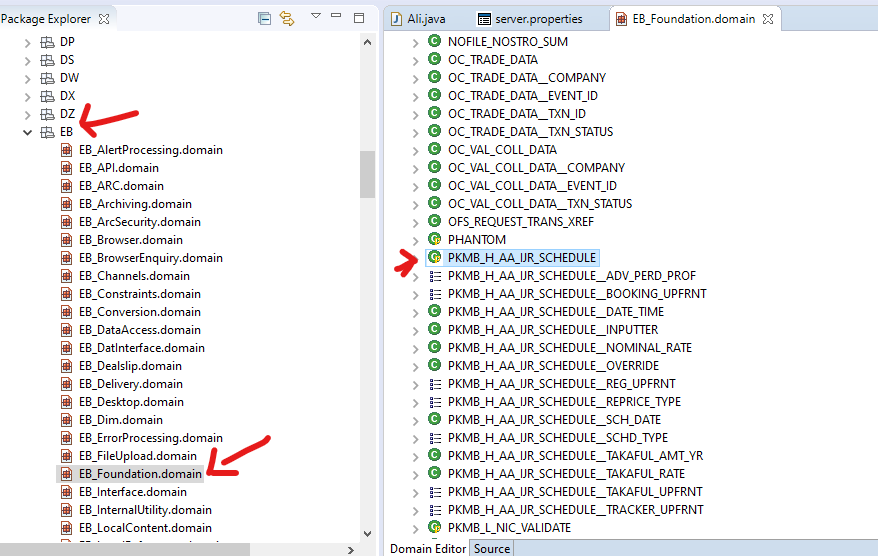 Package Explorer
DP
DS
DW
DX
DZ
EB
EB_AlertProcessing.domain
EB_API.domain
EB_ARC.domain
EB_Archiving.domain
EB_ArcSecurity.domain
EB_Browser.domain
EB_BrowserEnquiry.domain
EB_Channels.domain
EB_Constraints.domain
EB_Conversion.domain
EB_DataAccess.domain
EB_DatInterface.domain
EB_Dealslip.domain
EB_Delivery.domain
EB_Desktop.domain
EB_Dim.domain
EB_ErrorProcessing.domain
EB_FileUpload.domain
EB_Foundation.domain
EB_Interface.domain
EB_InternalUtility.domain
EB_LocalContent.domain
Ali.java
server.properties
EB_Foundation.domain
NOFILE_NOSTRO_SUM
OC_TRADE_DATA
OC_TRADE_DATA__COMPANY
OC_TRADE_DATA__EVENT_ID
OC_TRADE_DATA__TXN_ID
OC_TRADE_DATA__TXN_STATUS
OC_VAL_COLL_DATA
OC_VAL_COLL_DATA__COMPANY
OC_VAL_COLL_DATA__EVENT_ID
OC_VAL_COLL_DATA__TXN_STATUS
OFS_REQUEST_TRANS_XREF
PHANTOM
PKMB_H_AA_IJR_SCHEDULE
PKMB_H_AA_IJR_SCHEDULE__ADV_PERD_PROF
PKMB_H_AA_IJR_SCHEDULE__BOOKING_UPFRNT
PKMB_H_AA_IJR_SCHEDULE__DATE_TIME
PKMB_H_AA_IJR_SCHEDULE__INPUTTER
PKMB_H_AA_IJR_SCHEDULE__NOMINAL_RATE
PKMB_H_AA_IJR_SCHEDULE__OVERRIDE
PKMB_H_AA_IJR_SCHEDULE__REG_UPFRNT
PKMB_H_AA_IJR_SCHEDULE__REPRICE_TYPE
PKMB_H_AA_IJR_SCHEDULE__SCH_DATE
PKMB_H_AA_IJR_SCHEDULE__SCHD_TYPE
PKMB_H_AA_IJR_SCHEDULE__TAKAFUL_AMT_YR
PKMB_H_AA_IJR_SCHEDULE__TAKAFUL_RATE
PKMB_H_AA_IJR_SCHEDULE__TAKAFUL_UPFRNT
PKMB_H_AA_IJR_SCHEDULE__TRACKER_UPFRNT
PKMB_L_NIC_VALIDATE
Domain Editor
Source